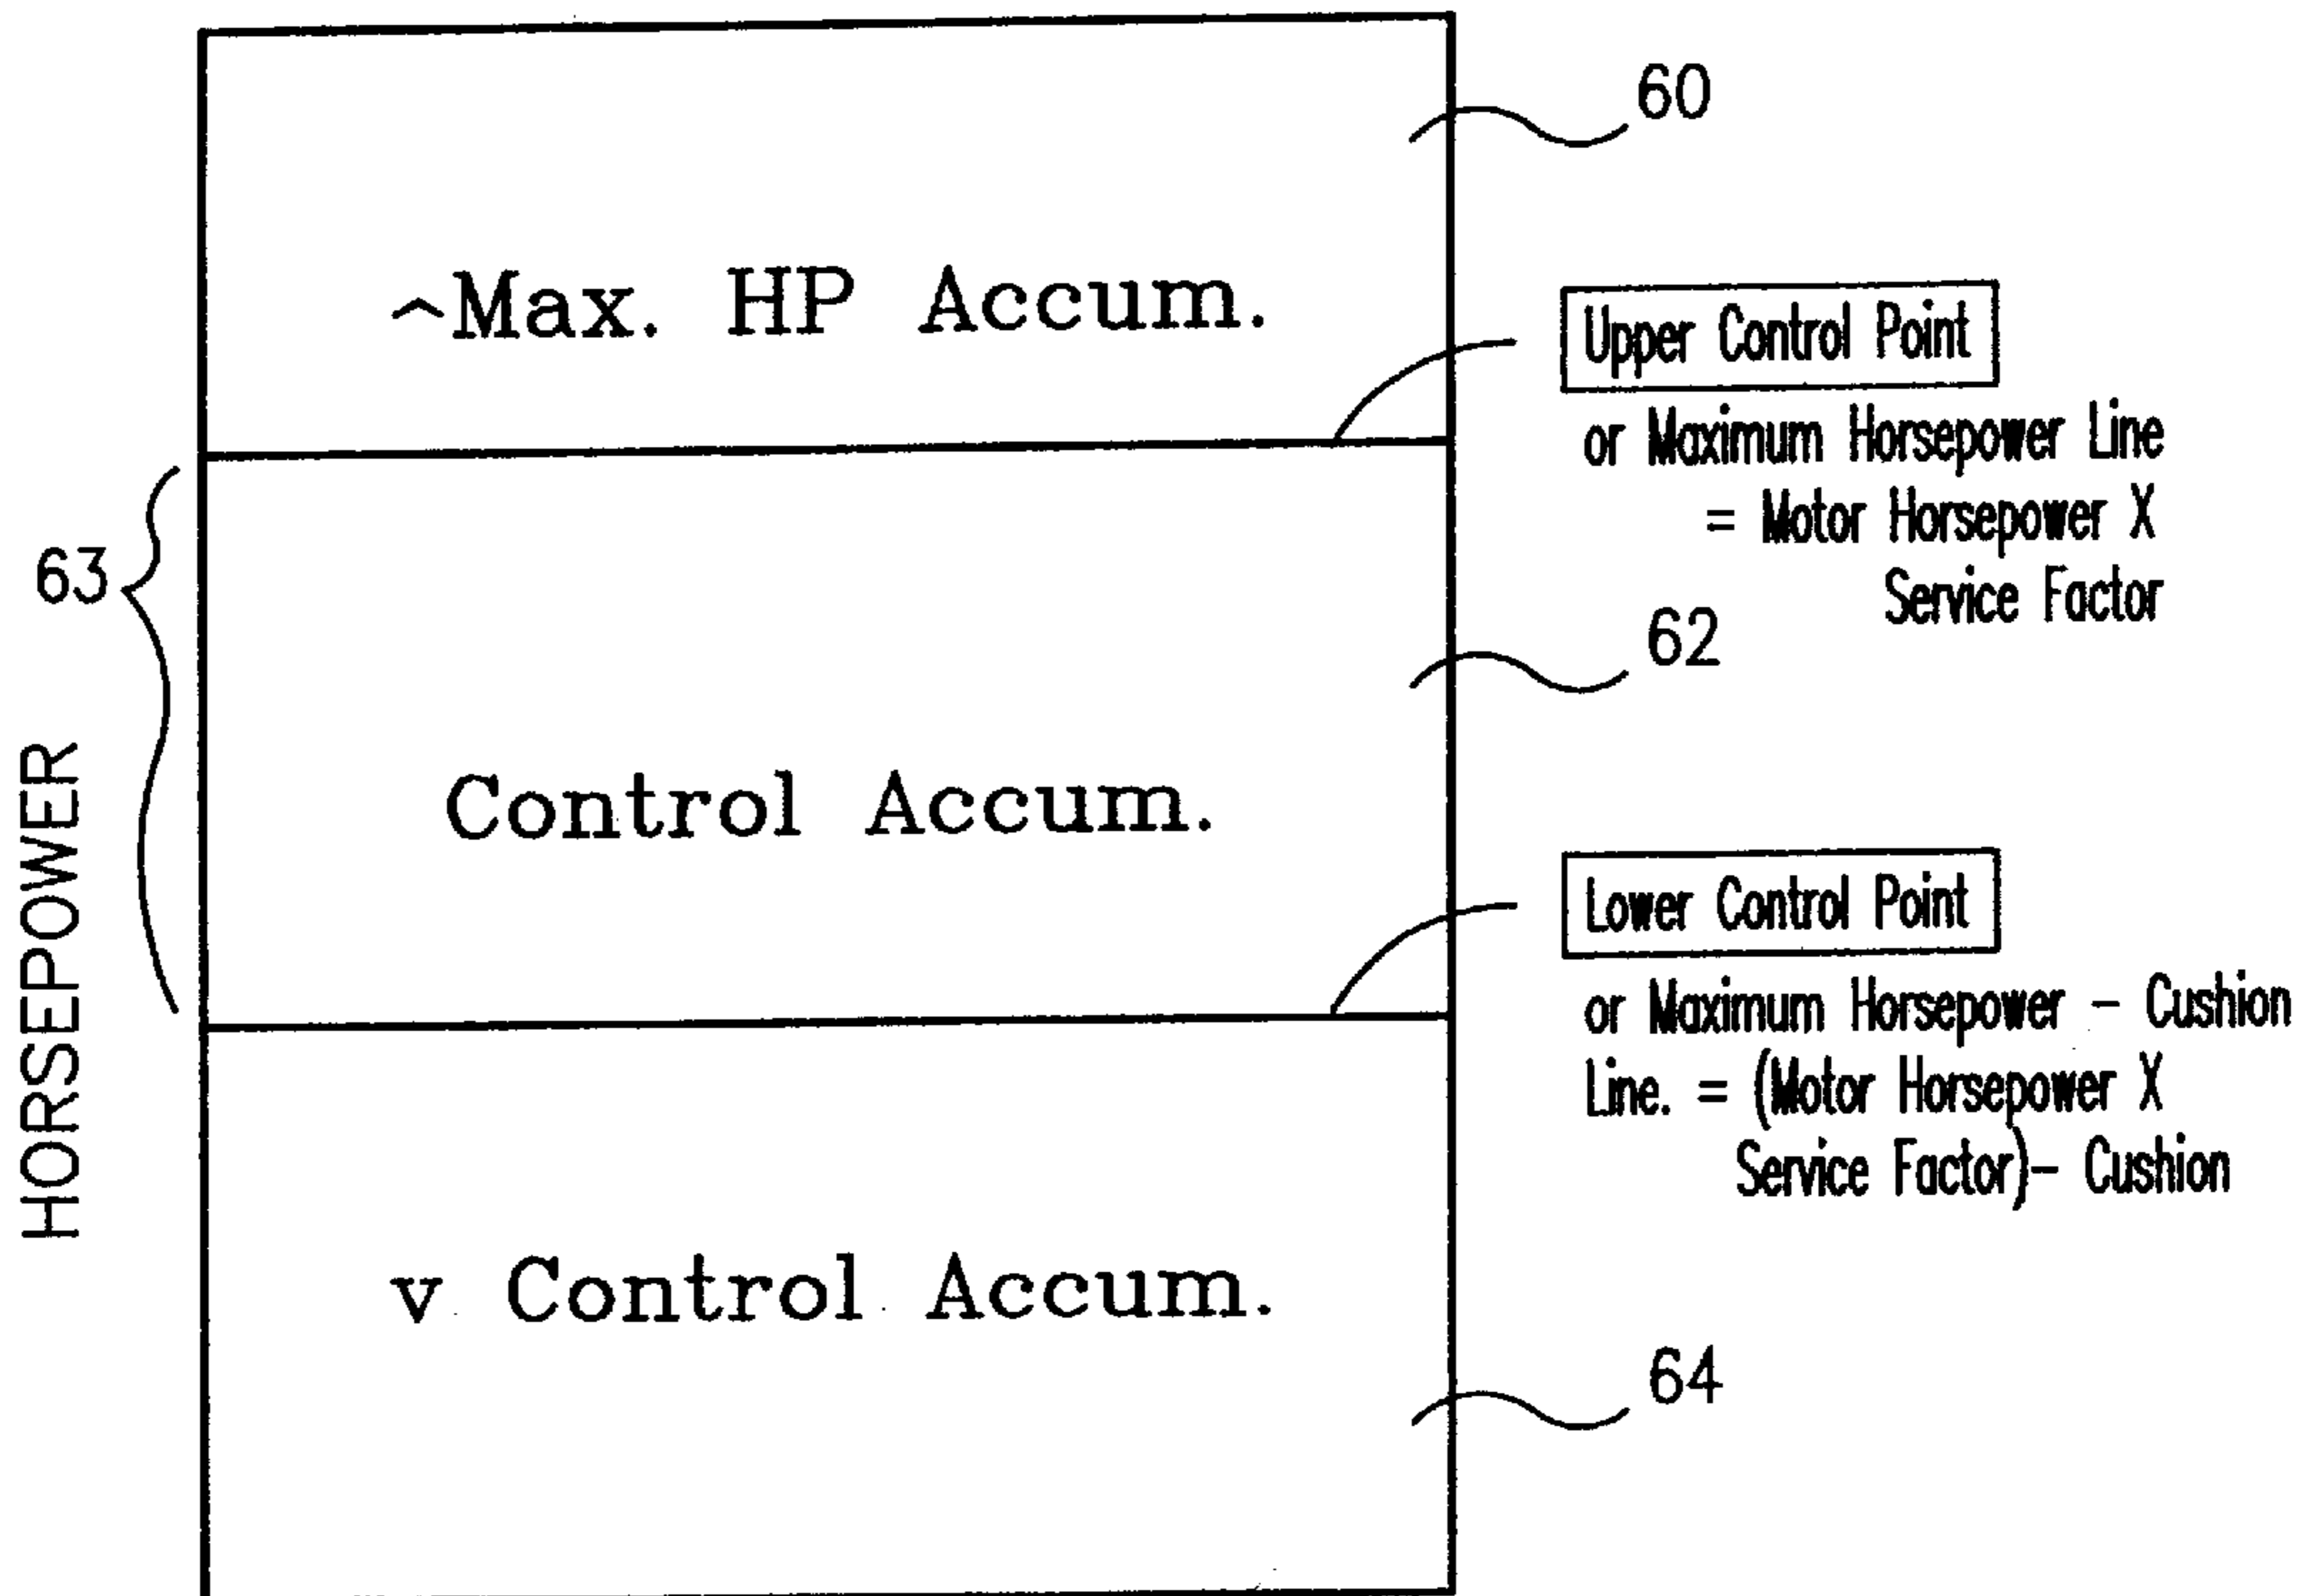 60
^Max. HP Accum.
Upper Control Point
or Maximum Horsepower Line
= Motor Horsepower X
Service Factor
63
62
HORSEPOWER
Control Accum.
Lower Control Point
or Maximum Horsepower - Cushion
Line. = (Motor Horsepower X
Service Factor)- Cushion
v Control Accum.
64